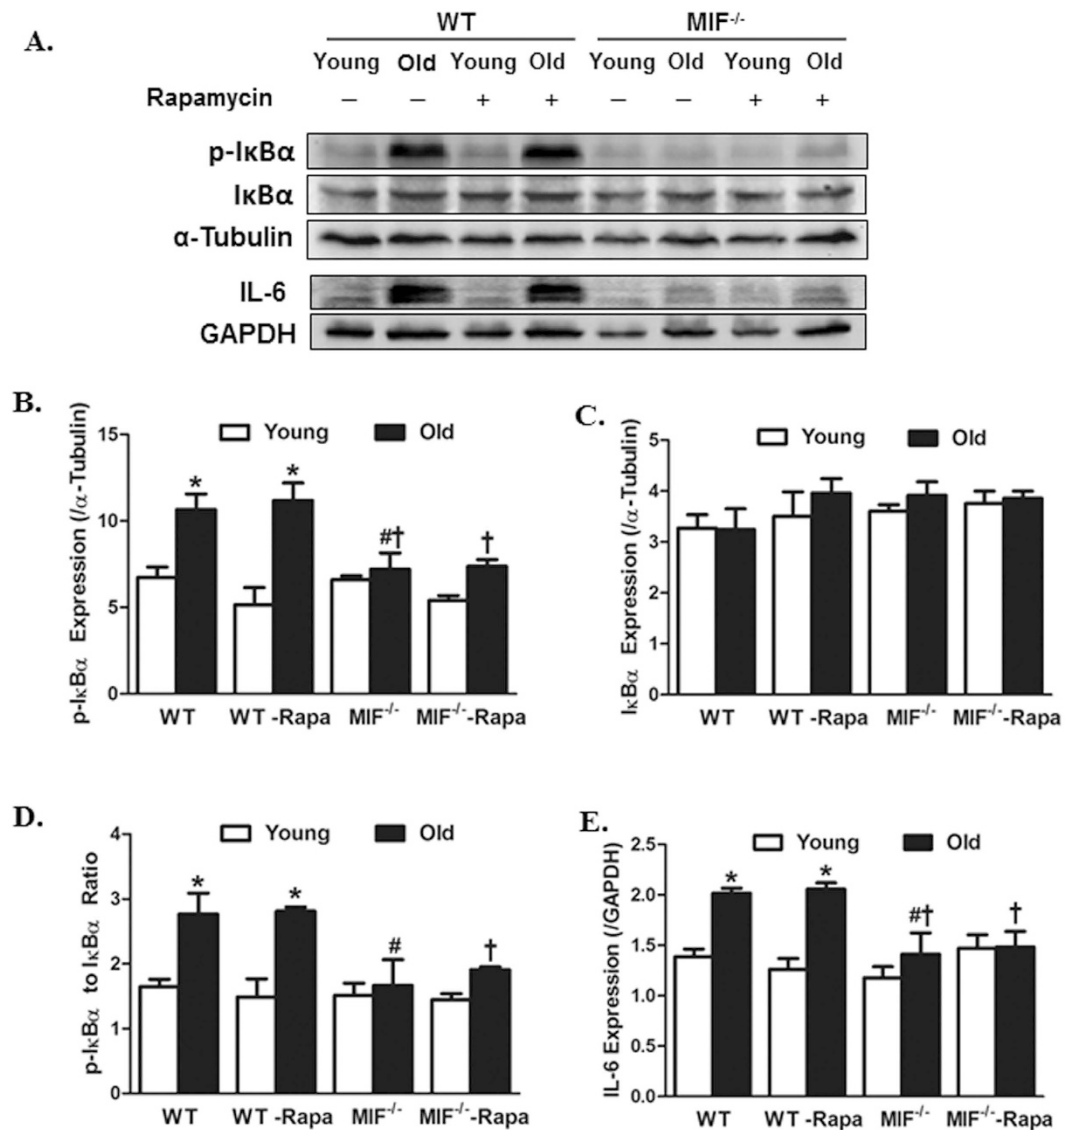 A.
WT MIF-/-
Young Old Young Old Young Old Young Old
Rapamycin – – + + – – + +
p-IκBα
IκBα
α-Tubulin
IL-6
GAPDH
B.
p-IκBα Expression (/α-Tubulin)
Young Old
15
10
5
0
* * #† †
WT WT -Rapa MIF-/- MIF-/--Rapa
C.
IκBα Expression (/α-Tubulin)
Young Old
5
4
3
2
1
0
WT WT -Rapa MIF-/- MIF-/--Rapa
D.
p-IκBα to IκBα Ratio
Young Old
4
3
2
1
0
* * # †
WT WT -Rapa MIF-/- MIF-/--Rapa
E.
IL-6 Expression (/GAPDH)
Young Old
2.5
2.0
1.5
1.0
0.5
0.0
* * #† †
WT WT -Rapa MIF-/- MIF-/--Rapa